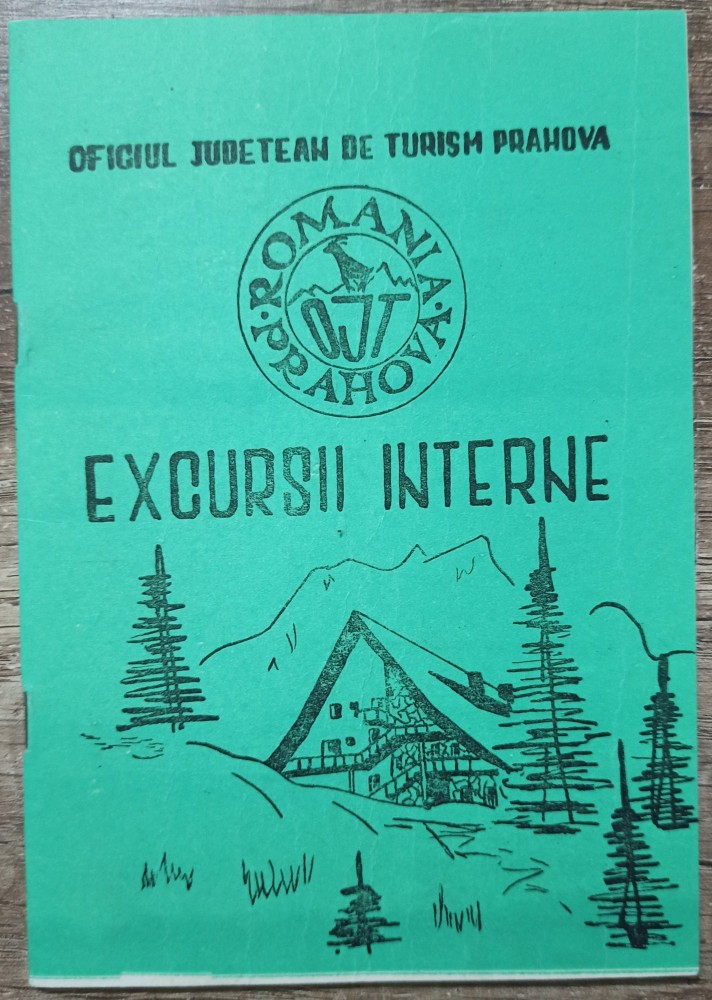 OFICIUL JUDETEAN DE TURISM PRAHOVA
ROMANIA
OJT
PRAHOVA
EXCURSII INTERNE